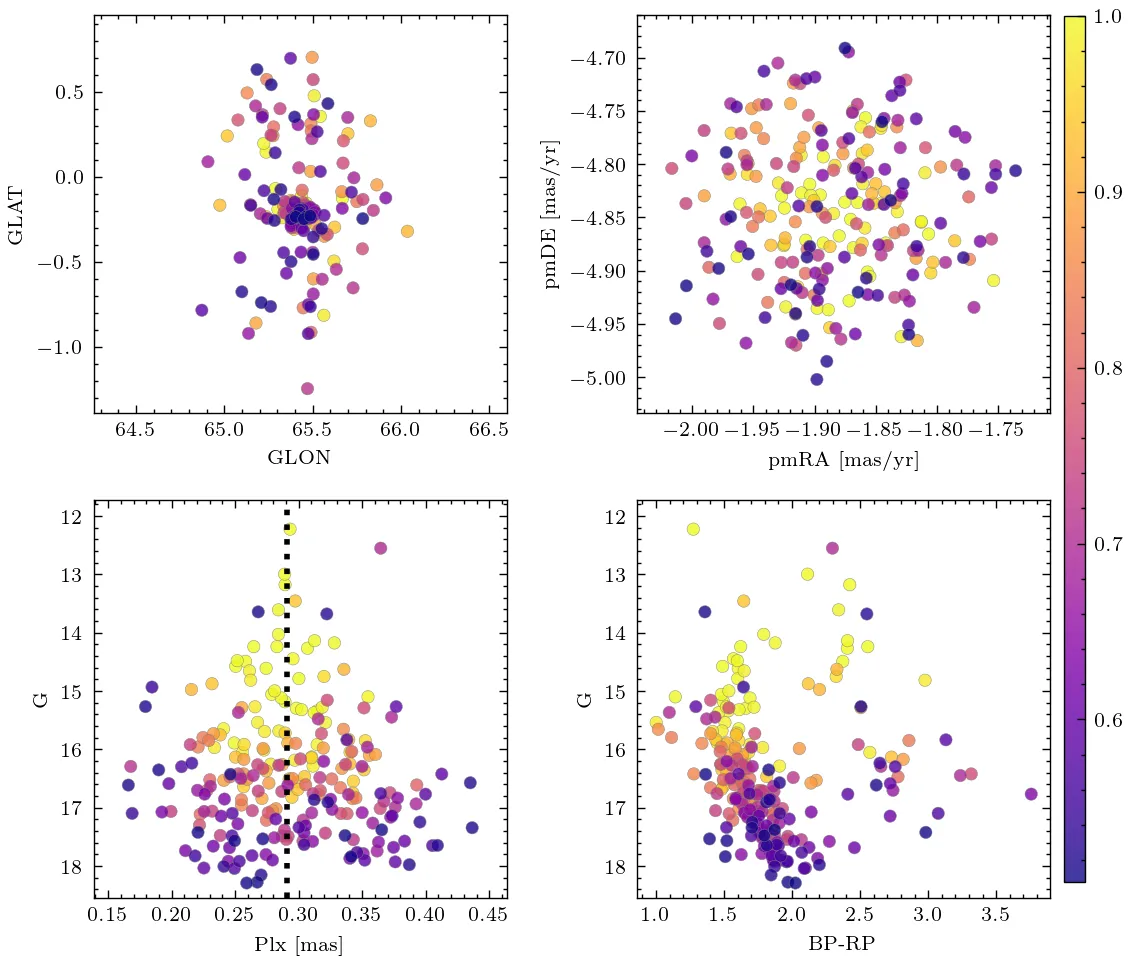 0.5
0.0
−0.5
−1.0
GLAT
64.5 65.0 65.5 66.0 66.5
GLON
−4.70
−4.75
−4.80
−4.85
−4.90
−4.95
−5.00
pmDE [mas/yr]
−2.00 −1.95 −1.90 −1.85 −1.80 −1.75
pmRA [mas/yr]
1.0
0.9
0.8
0.7
0.6
12
13
14
15
16
17
18
G
0.15 0.20 0.25 0.30 0.35 0.40 0.45
Plx [mas]
12
13
14
15
16
17
18
G
1.0 1.5 2.0 2.5 3.0 3.5
BP-RP